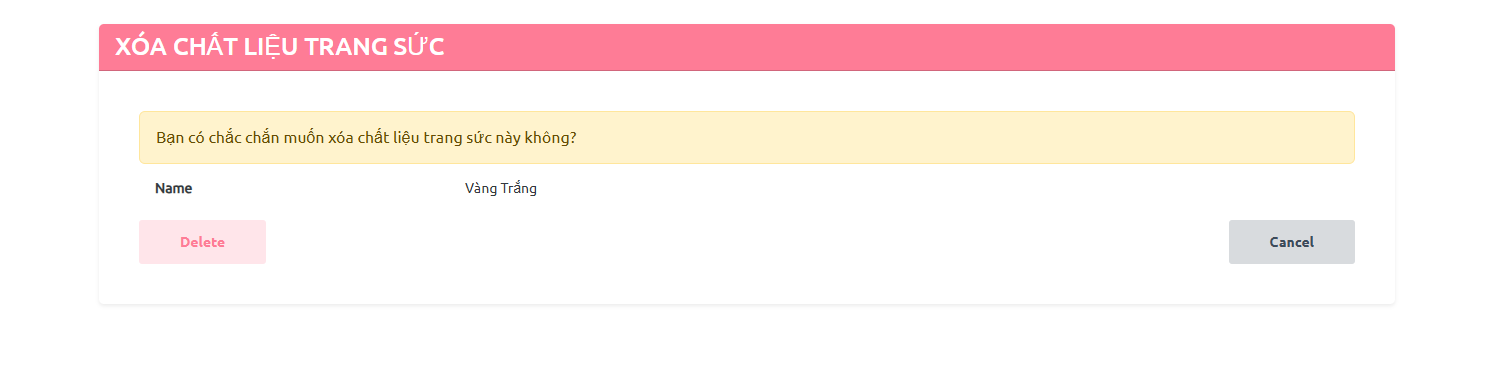 XÓA CHẤT LIỆU TRANG SỨC
Bạn có chắc chắn muốn xóa chất liệu trang sức này không?
Name Vàng Trắng
Delete Cancel